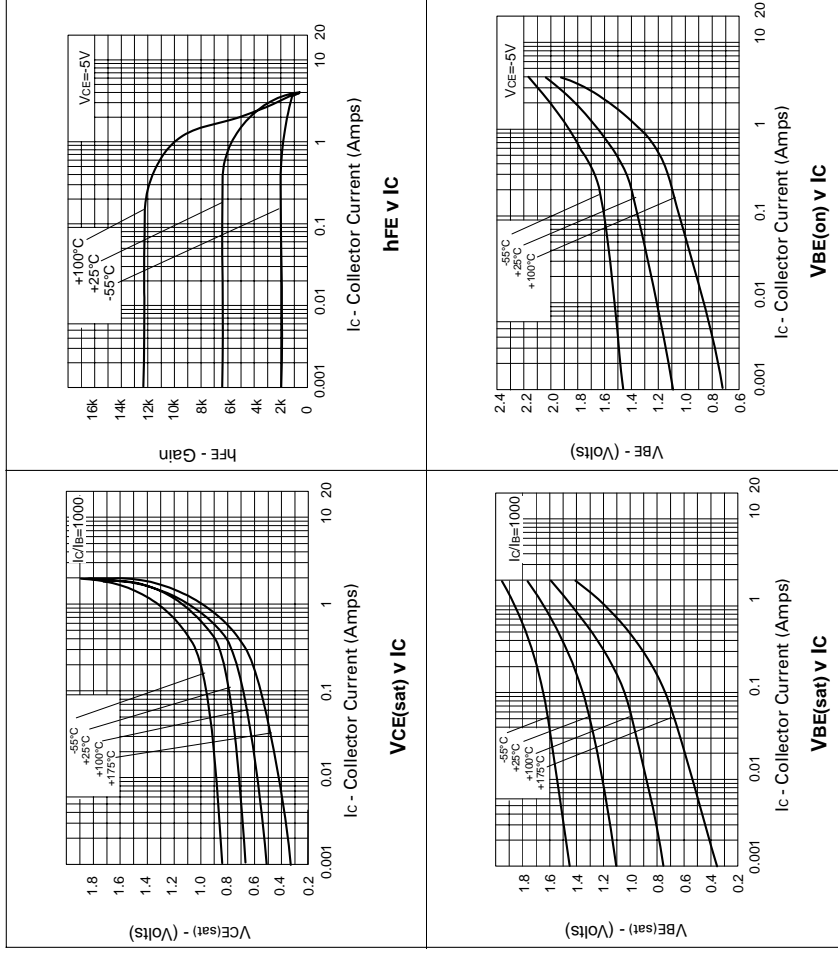 IC/IB=1000
-55°C
+25°C
+100°C
+175°C
1.8
1.6
1.4
1.2
1.0
0.8
0.6
0.4
0.2
VCE(sat) - (Volts)
0.001 0.01 0.1 1 10 20
IC - Collector Current (Amps)
VCE(sat) v IC
VCE=-5V
+100°C
+25°C
-55°C
16k
14k
12k
10k
8k
6k
4k
2k
0
hFE - Gain
0.001 0.01 0.1 1 10 20
IC - Collector Current (Amps)
hFE v IC
IC/IB=1000
-55°C
+25°C
+100°C
+175°C
1.8
1.6
1.4
1.2
1.0
0.8
0.6
0.4
0.2
VBE(sat) - (Volts)
0.001 0.01 0.1 1 10 20
IC - Collector Current (Amps)
VBE(sat) v IC
VCE=-5V
-55°C
+25°C
+100°C
2.4
2.2
2.0
1.8
1.6
1.4
1.2
1.0
0.8
0.6
VBE - (Volts)
0.001 0.01 0.1 1 10 20
IC - Collector Current (Amps)
VBE(on) v IC